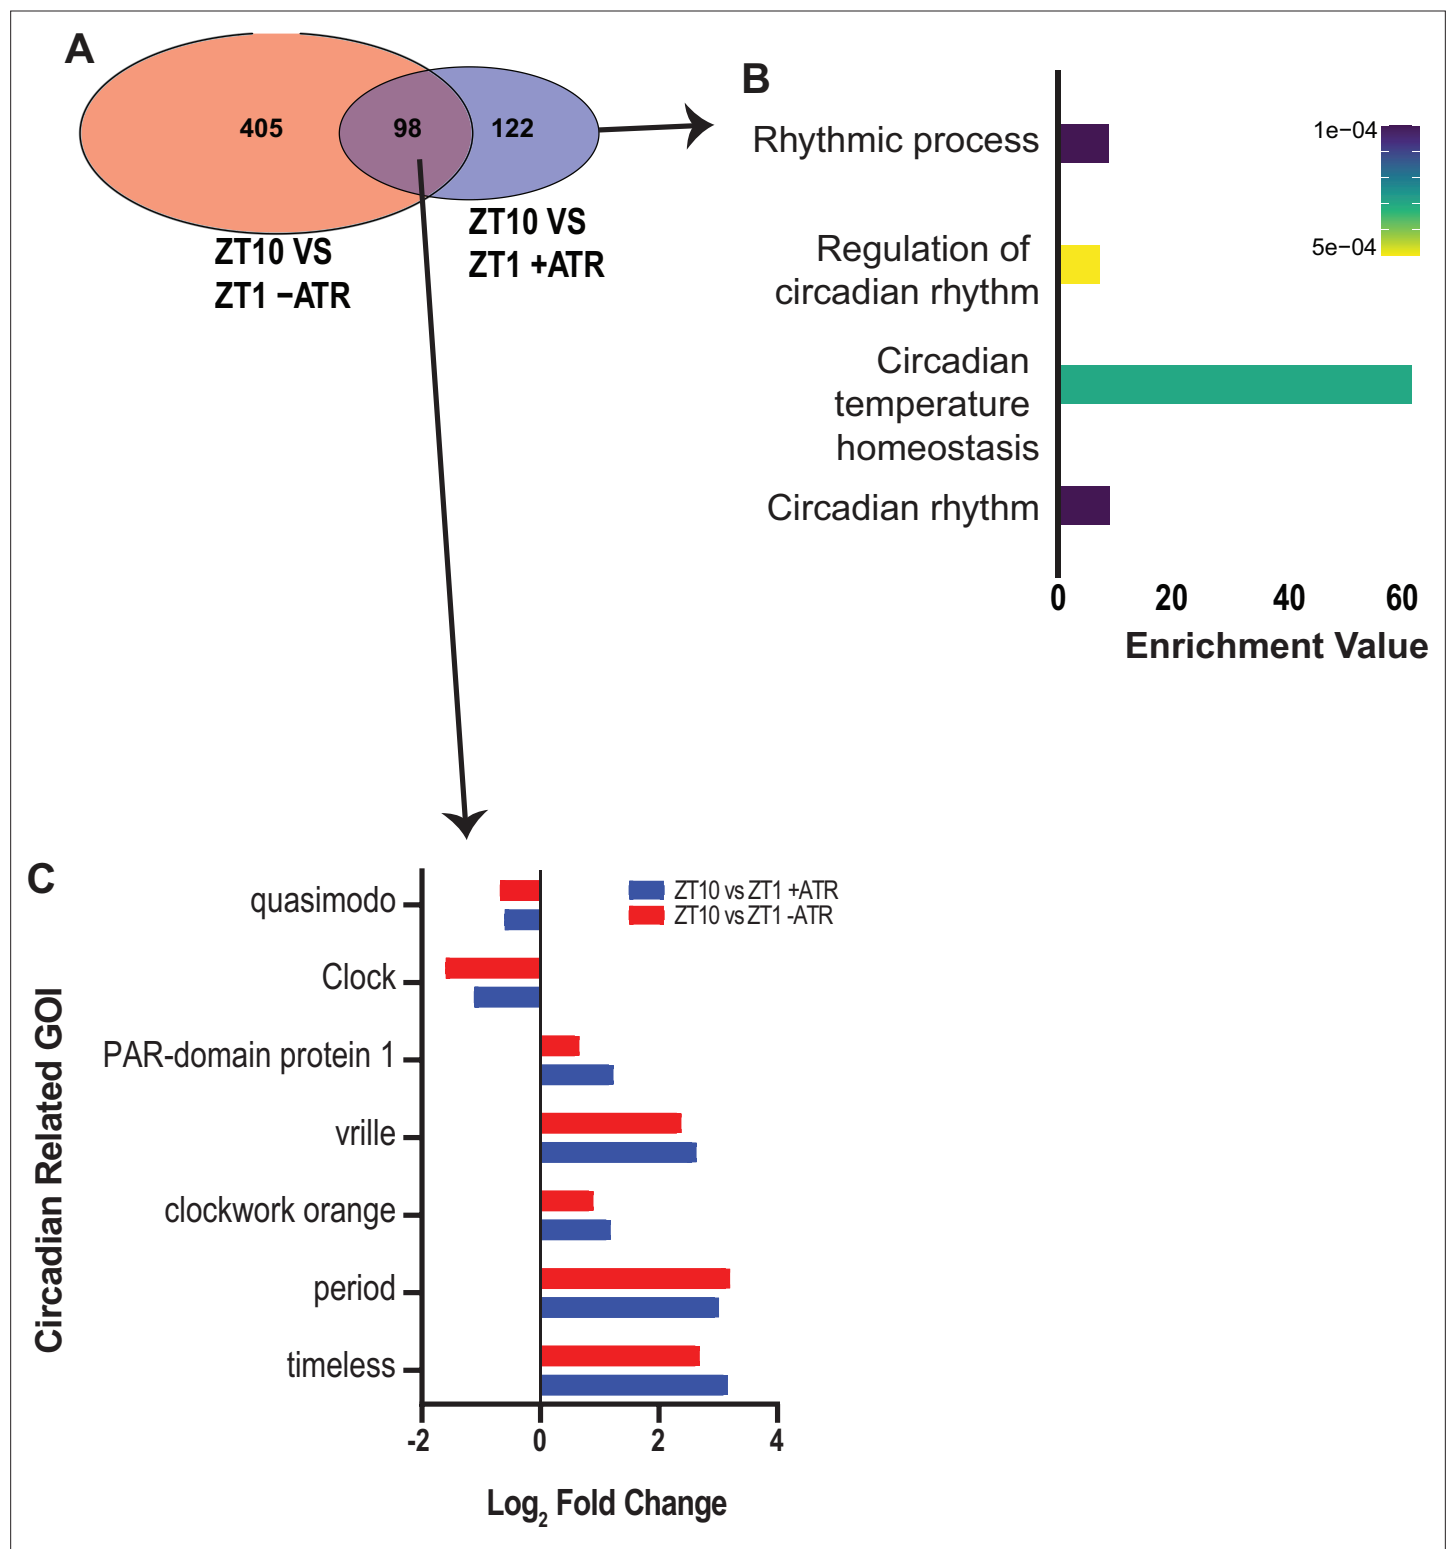 A
405
98
122
ZT10 VS
ZT1 −ATR
ZT10 VS
ZT1 +ATR
B
Rhythmic process
Regulation of
circadian rhythm
Circadian
temperature
homeostasis
Circadian rhythm
1e−04
5e−04
0 20 40 60
Enrichment Value
C
Circadian Related GOI
quasimodo
Clock
PAR-domain protein 1
vrille
clockwork orange
period
timeless
ZT10 vs ZT1 +ATR
ZT10 vs ZT1 -ATR
-2 0 2 4
Log2 Fold Change